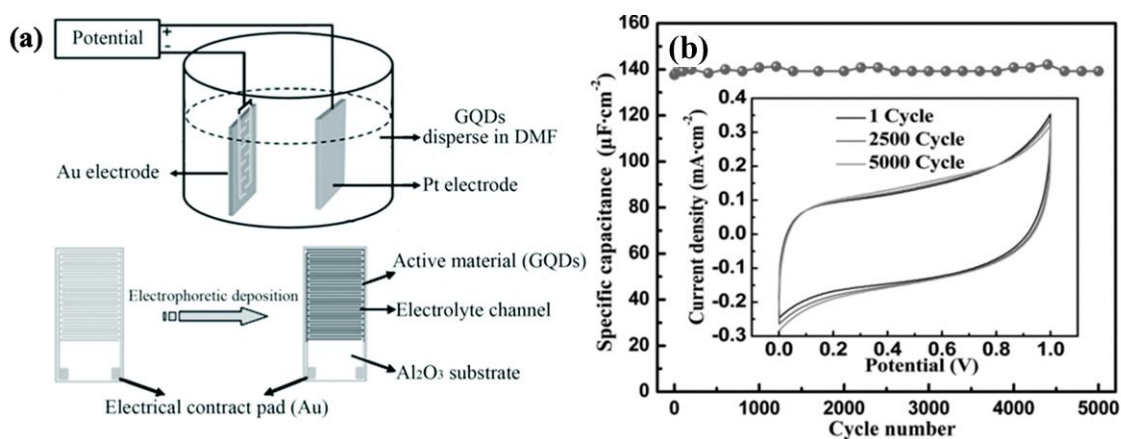 (a)
Potential
+
-
GQDs
disperse in DMF
Au electrode
Pt electrode
Electrophoretic deposition
Active material (GQDs)
Electrolyte channel
Al2O3 substrate
Electrical contract pad (Au)
(b)
Specific capacitance (μF·cm-2)
160
140
120
100
80
60
40
20
0
0 1000 2000 3000 4000 5000
Cycle number
1 Cycle
2500 Cycle
5000 Cycle
Current density (mA·cm-2)
0.4
0.3
0.2
0.1
0.0
-0.1
-0.2
-0.3
0.0 0.2 0.4 0.6 0.8 1.0
Potential (V)